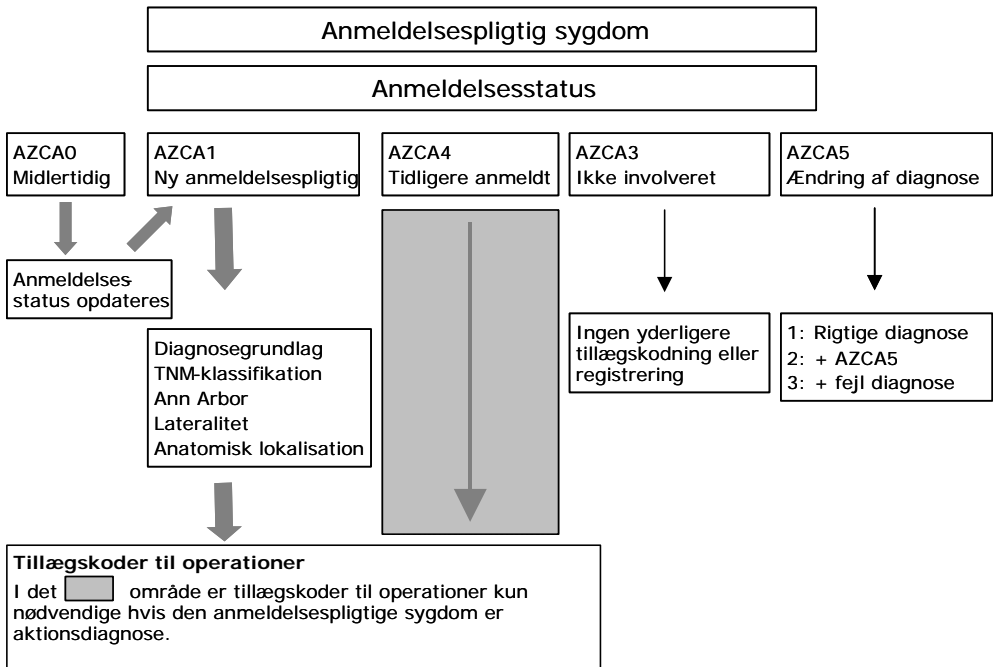 Anmeldelsespligtig sygdom
Anmeldelsesstatus
AZCA0
Midlertidig
AZCA1
Ny anmeldelsespligtig
AZCA4
Tidligere anmeldt
AZCA3
Ikke involveret
AZCA5
Ændring af diagnose
Anmeldelses-
status opdateres
Diagnosegrundlag
TNM-klassifikation
Ann Arbor
Lateralitet
Anatomisk lokalisation
Ingen yderligere
tillægskodning eller
registrering
1: Rigtige diagnose
2: + AZCA5
3: + fejl diagnose
Tillægskoder til operationer
I det område er tillægskoder til operationer kun
nødvendige hvis den anmeldelsespligtige sygdom er
aktionsdiagnose.